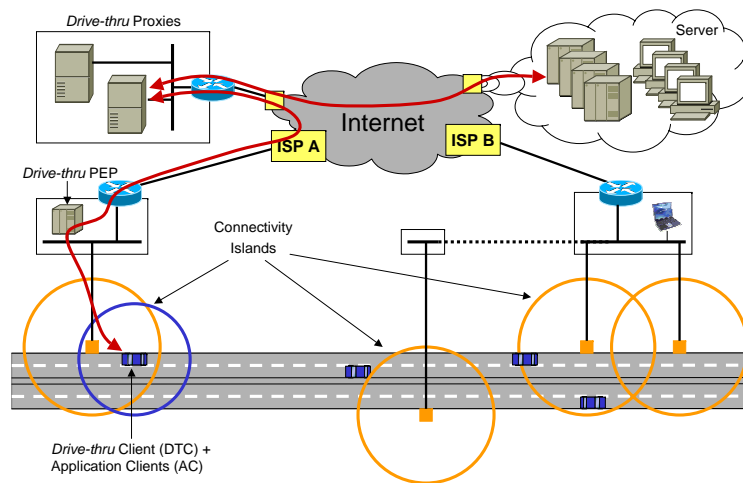 Drive-thru Proxies
Server
Internet
ISP A
ISP B
Drive-thru PEP
Connectivity
Islands
Drive-thru Client (DTC) +
Application Clients (AC)